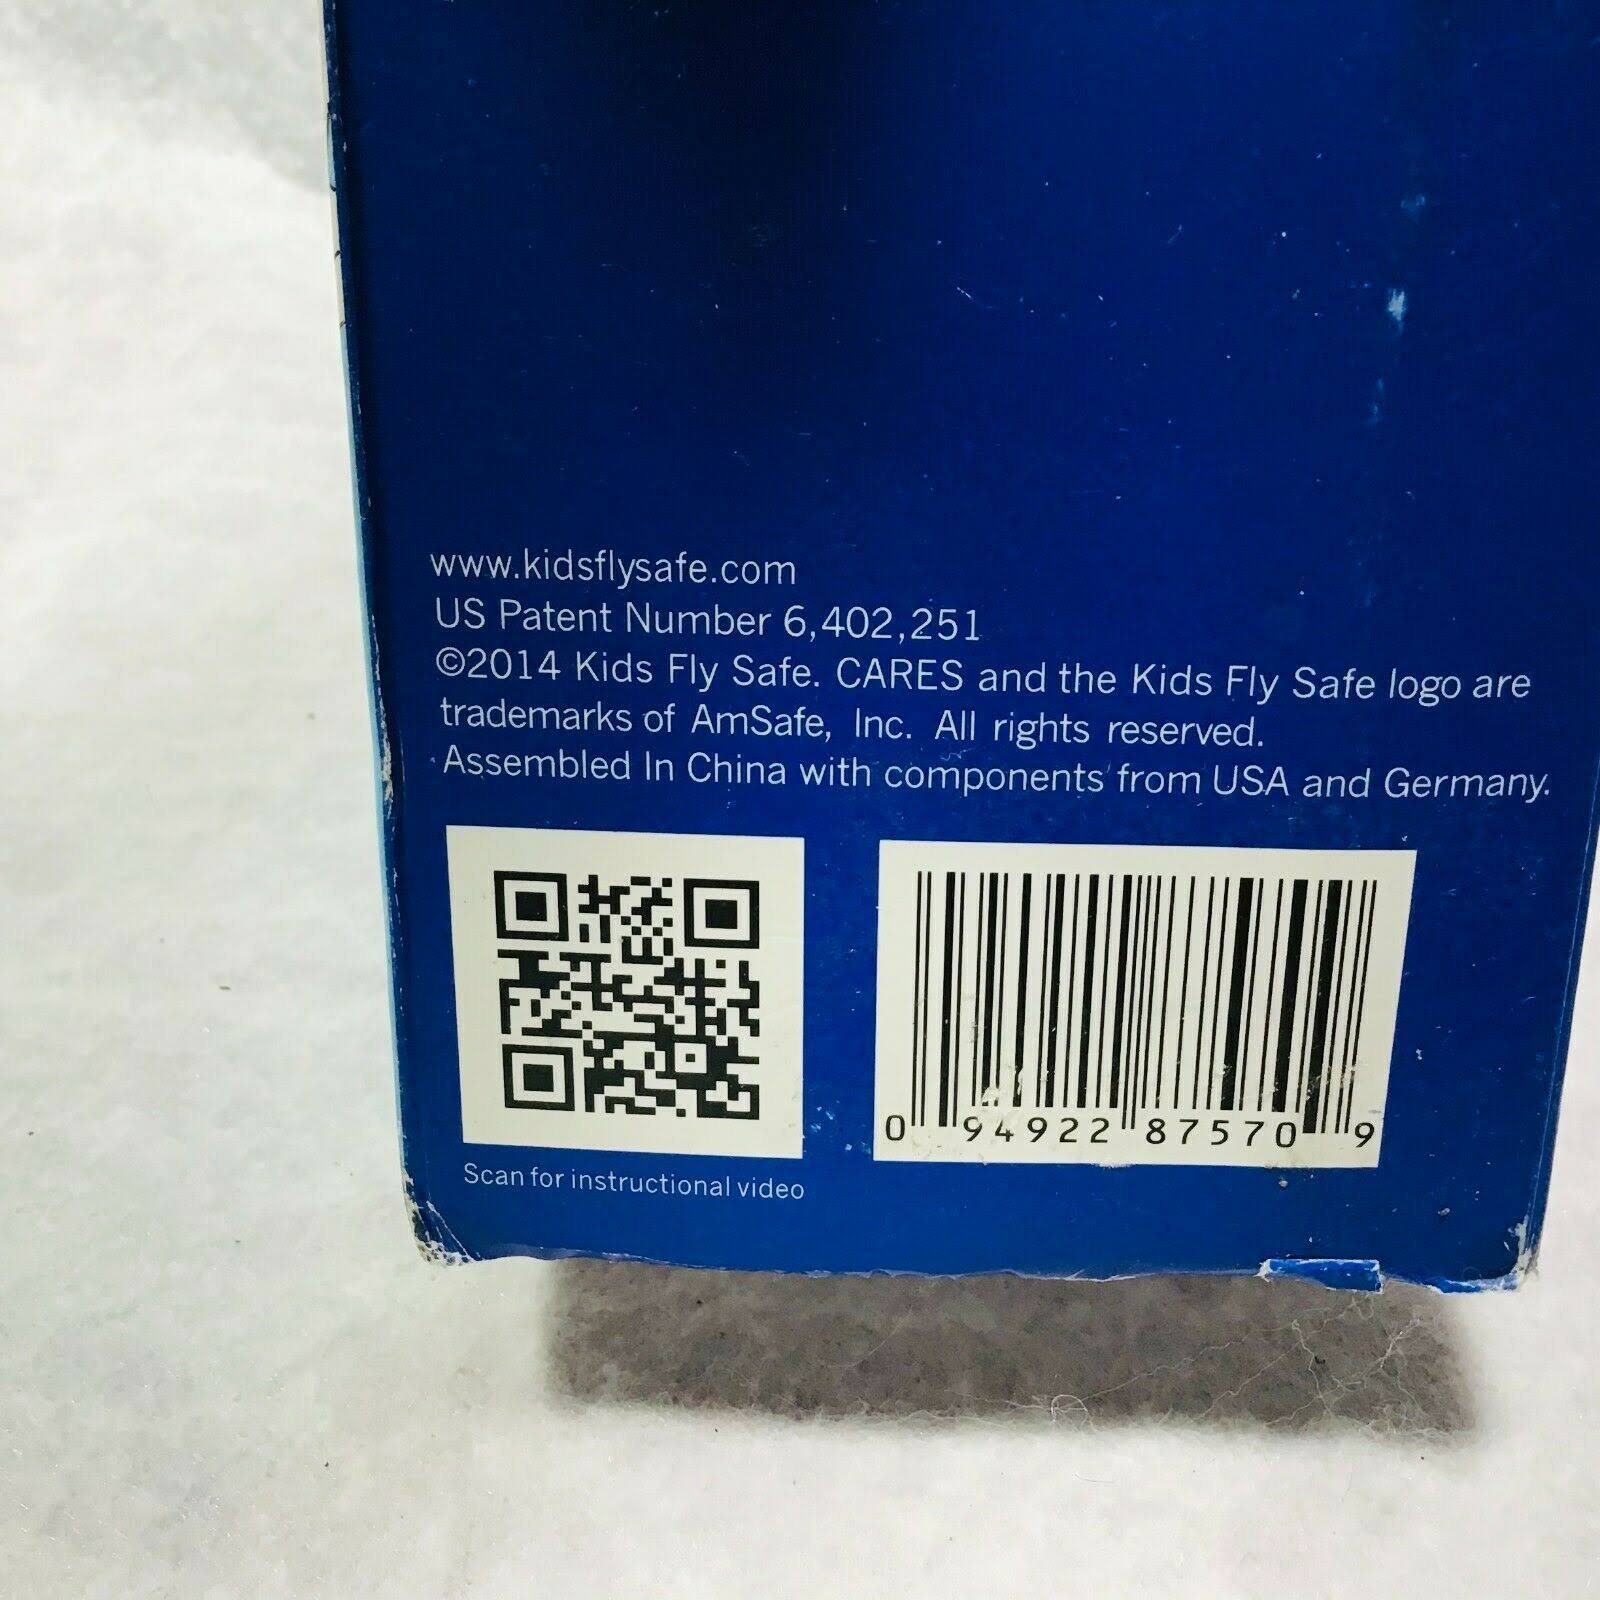 www.kidsflysafe.com
US Patent Number 6,402,251
©2014 Kids Fly Safe. CARES and the Kids Fly Safe logo are
trademarks of AmSafe, Inc. All rights reserved.
Assembled In China with components from USA and Germany.
0 94922 87570 9
Scan for instructional video